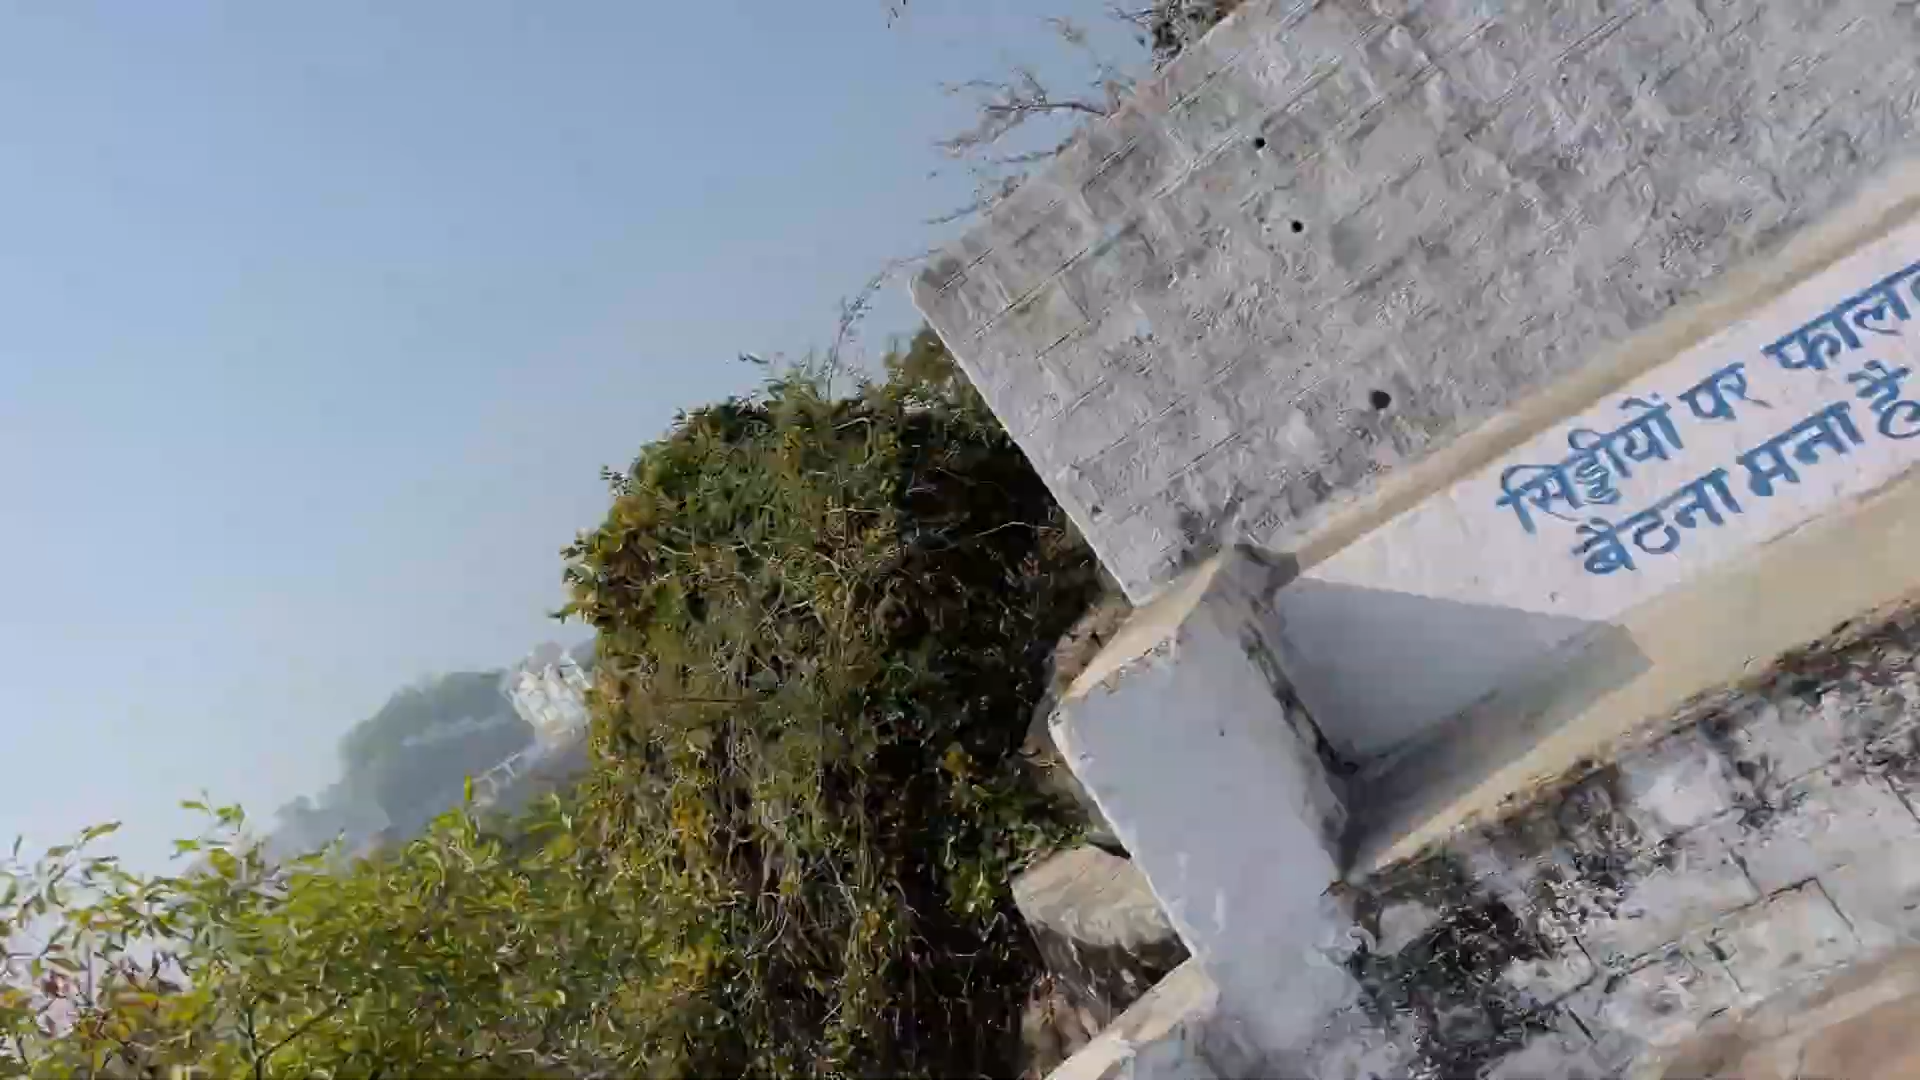 सिड्ढीयों पर
बेठना मना है